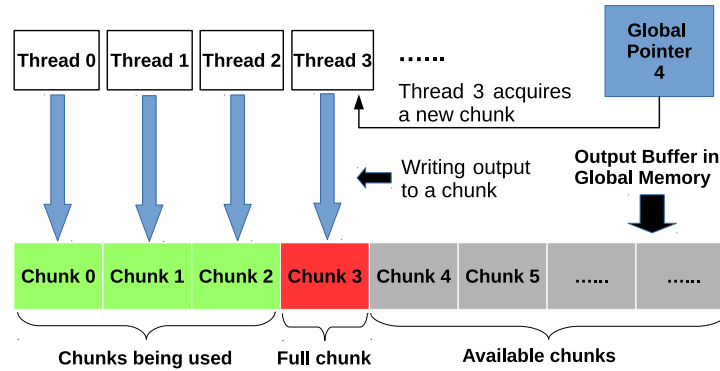 Thread 0
Thread 1
Thread 2
Thread 3
......
Global
Pointer
4
Thread 3 acquires
a new chunk
Writing output
to a chunk
Output Buffer in
Global Memory
Chunk 0
Chunk 1
Chunk 2
Chunk 3
Chunk 4
Chunk 5
......
......
Chunks being used
Full chunk
Available chunks